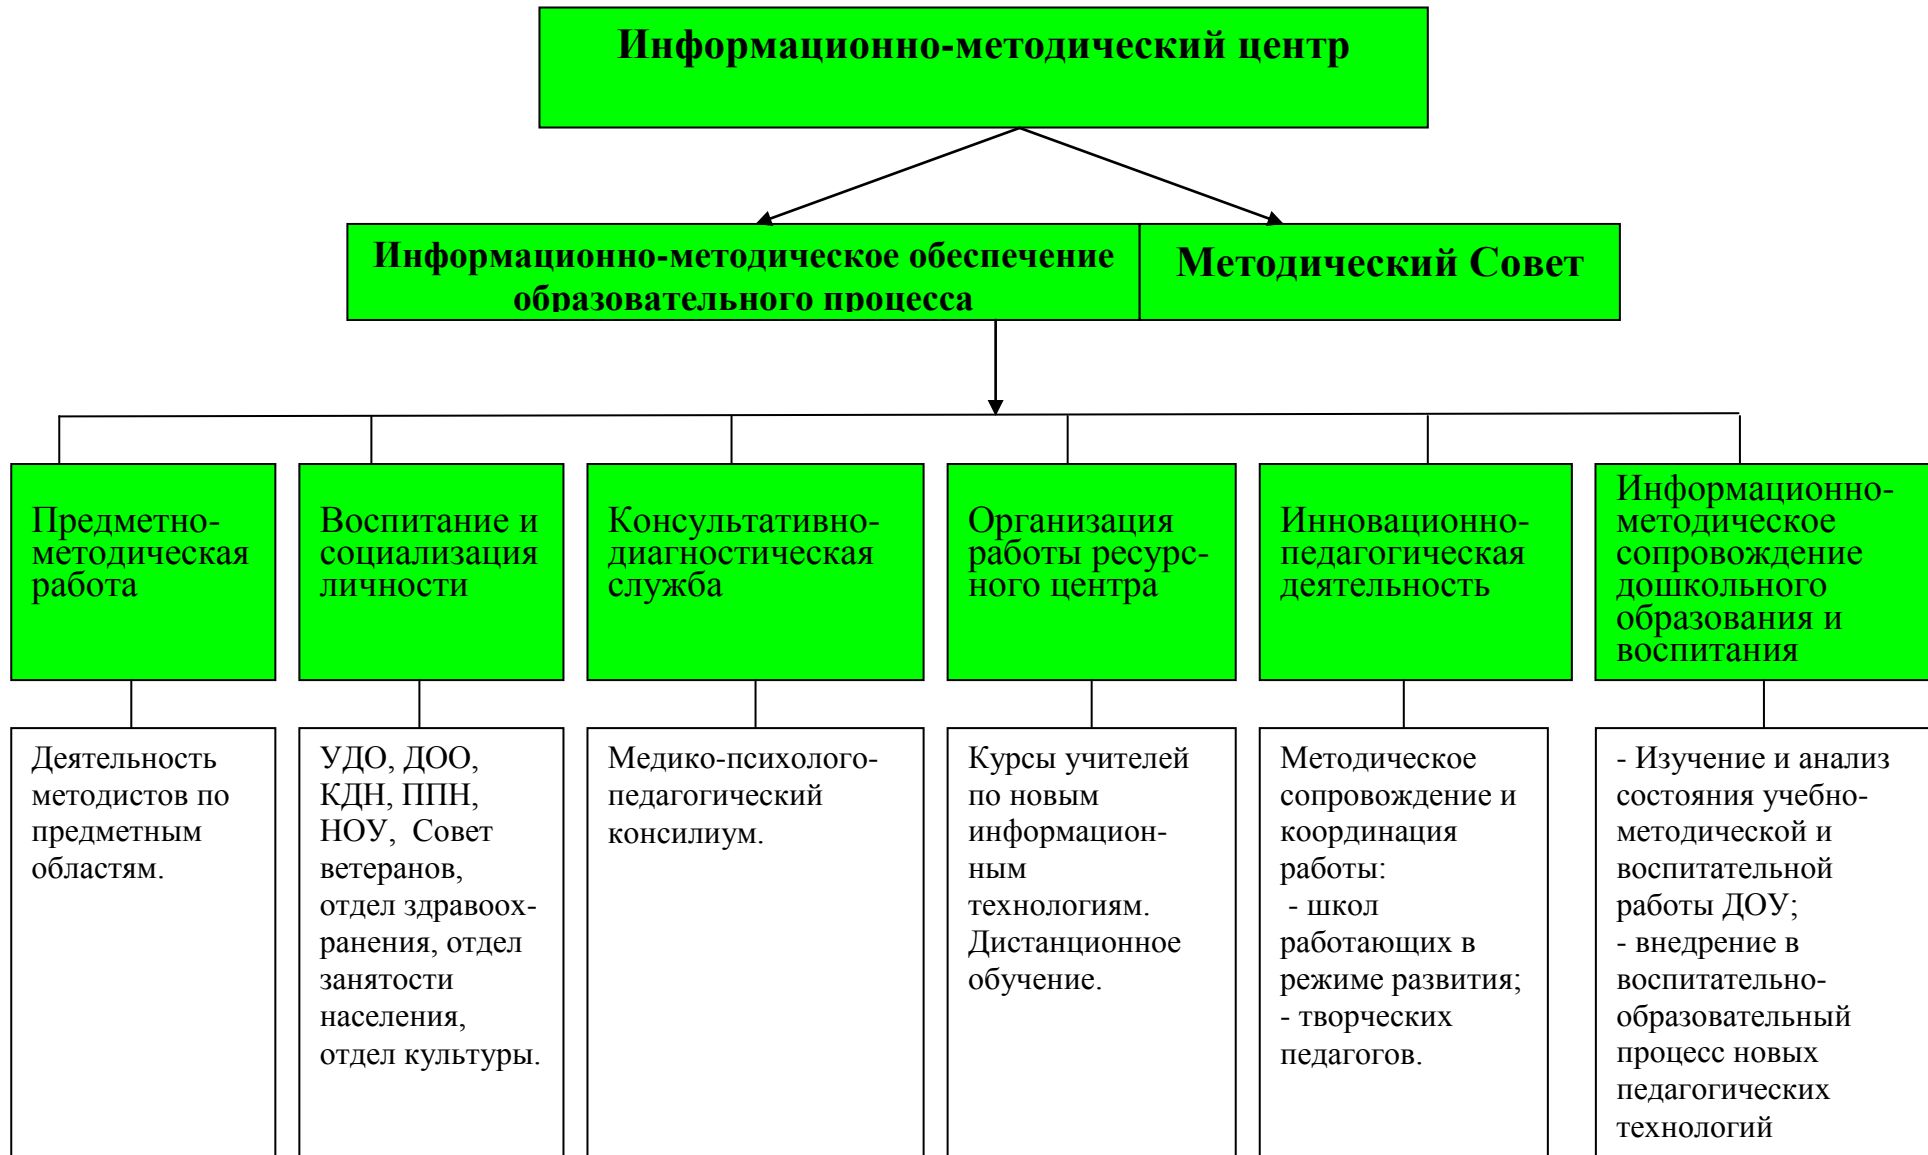 Информационно-методический центр
Информационно-методическое обеспечение
образовательного процесса
Методический Совет
Предметно-
методическая
работа
Воспитание и
социализация
личности
Консультативно-
диагностическая
служба
Организация
работы ресурс-
ного центра
Инновационно-
педагогическая
деятельность
Информационно-
методическое
сопровождение
дошкольного
образования и
воспитания
Деятельность
методистов по
предметным
областям.
УДО, ДОО,
КДН, ППН,
НОУ,  Совет
ветеранов,
отдел здравоох-
ранения, отдел
занятости
населения,
отдел культуры.
Медико-психолого-
педагогический
консилиум.
Курсы учителей
по новым
информацион-
ным
технологиям.
Дистанционное
обучение.
Методическое
сопровождение и
координация
работы:
- школ
работающих в
режиме развития;
- творческих
педагогов.
- Изучение и анализ
состояния учебно-
методической и
воспитательной
работы ДОУ;
- внедрение в
воспитательно-
образовательный
процесс новых
педагогических
технологий